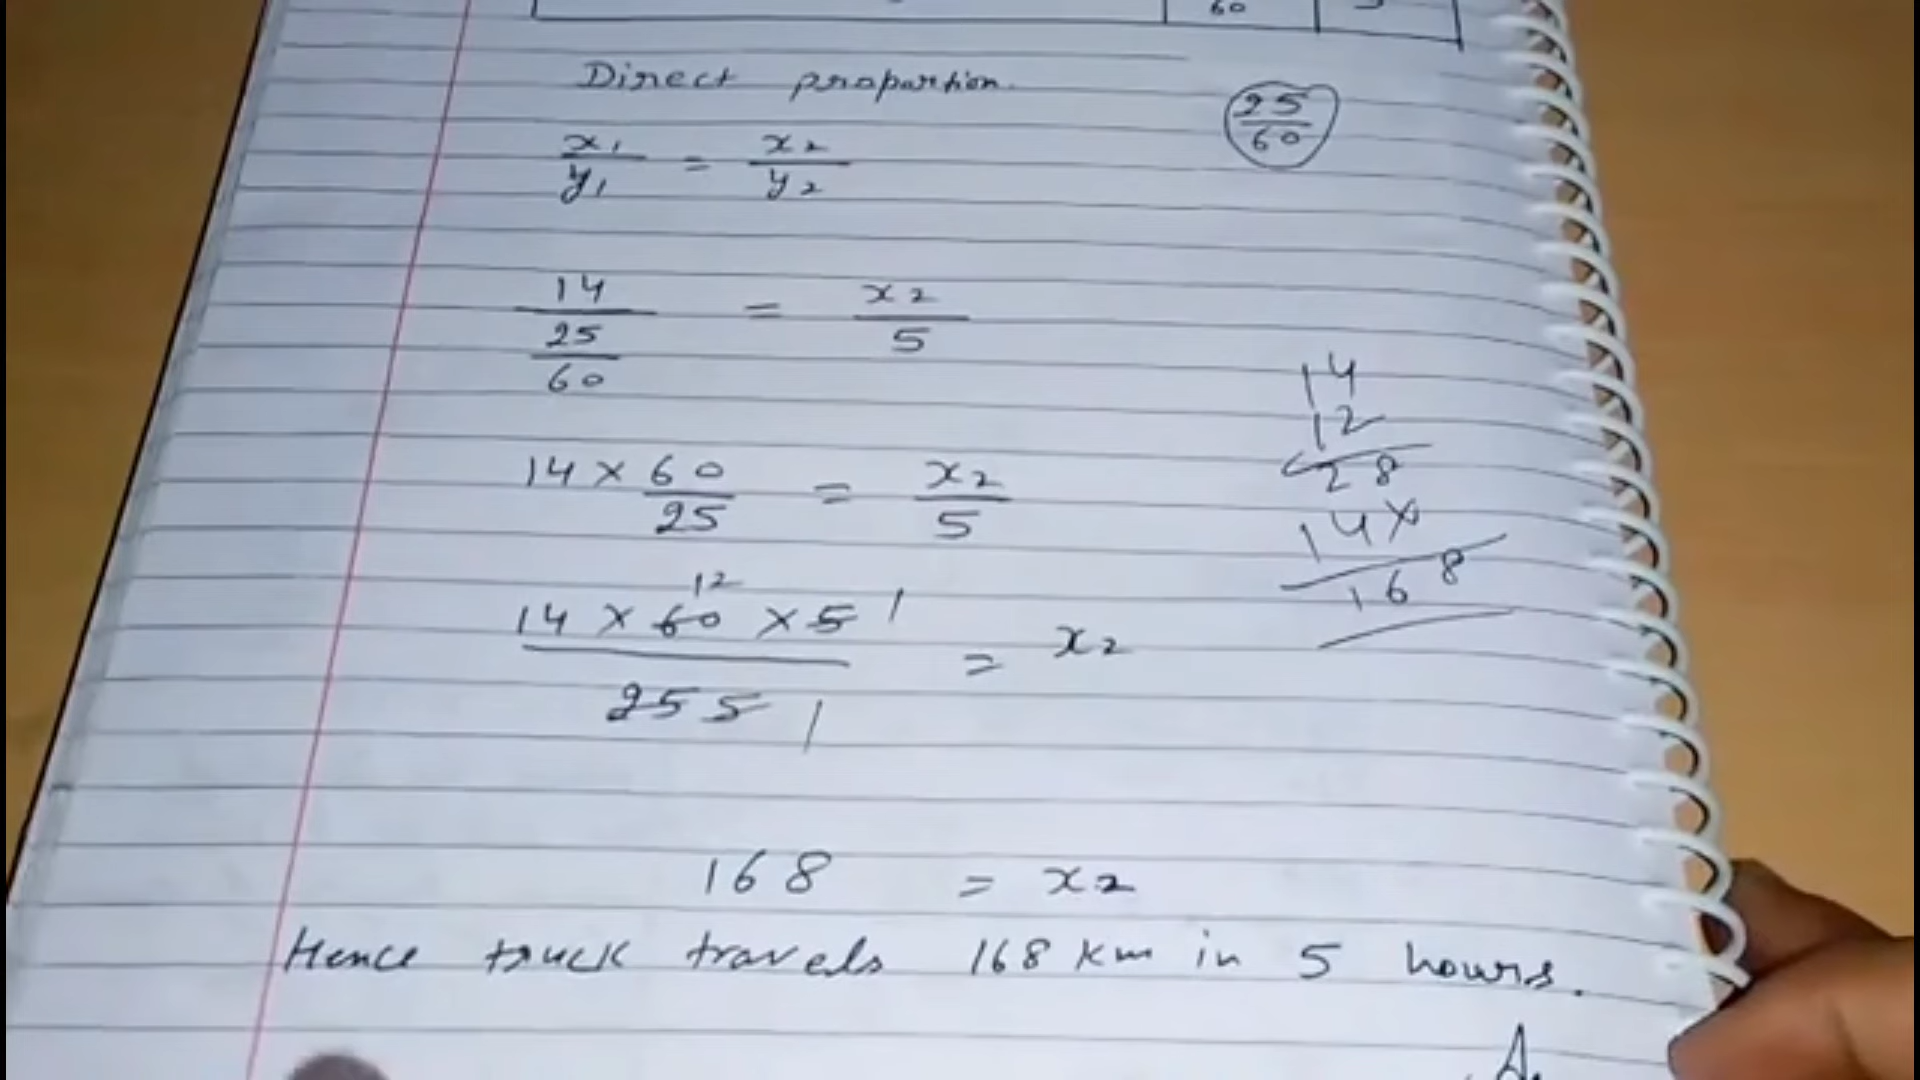 60 5
Direct proportion.
25
60
x1 = x2
y1 y2
14 = x2
25 5
60
14 × 60 = x2
25 5
12
14 × 60 × 5 1 = x2
25 5 1
14
12
28
14×
168
168 = x2
Hence truck travels 168 Km in 5 hours.